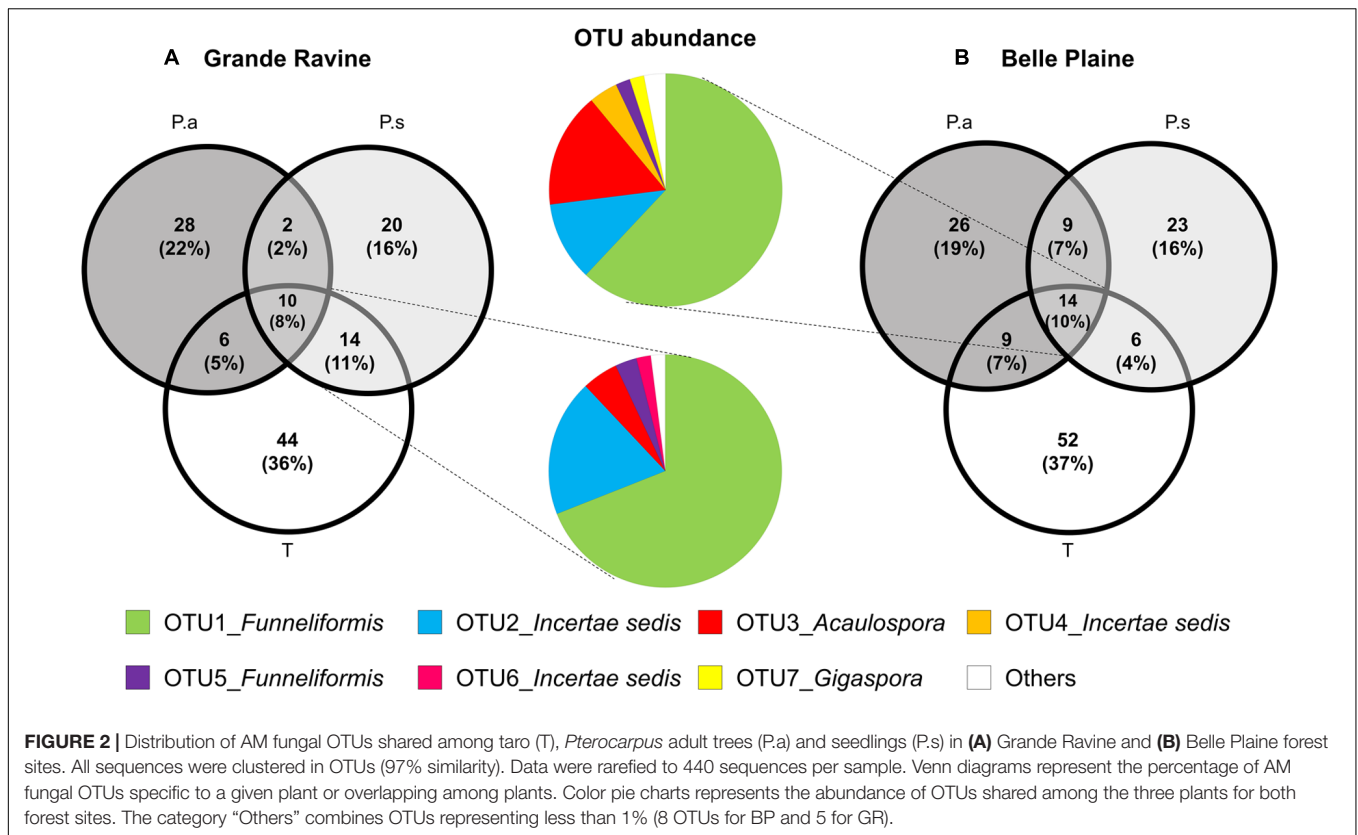 OTU abundance
A Grande Ravine
P.a
P.s
28
(22%)
2
(2%)
20
(16%)
10
(8%)
6
(5%)
14
(11%)
44
(36%)
T
B Belle Plaine
P.a
P.s
26
(19%)
9
(7%)
23
(16%)
14
(10%)
9
(7%)
6
(4%)
52
(37%)
T
OTU1_Funneliformis OTU2_Incertae sedis OTU3_Acaulospora OTU4_Incertae sedis
OTU5_Funneliformis OTU6_Incertae sedis OTU7_Gigaspora Others
FIGURE 2 | Distribution of AM fungal OTUs shared among taro (T), Pterocarpus adult trees (P.a) and seedlings (P.s) in (A) Grande Ravine and (B) Belle Plaine forest
sites. All sequences were clustered in OTUs (97% similarity). Data were rarefied to 440 sequences per sample. Venn diagrams represent the percentage of AM
fungal OTUs specific to a given plant or overlapping among plants. Color pie charts represents the abundance of OTUs shared among the three plants for both
forest sites. The category “Others” combines OTUs representing less than 1% (8 OTUs for BP and 5 for GR).